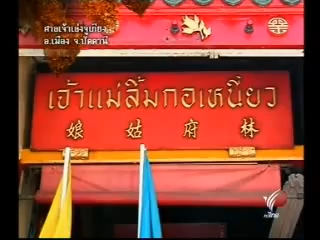 ศาลเจ้าเล่งจูเกียง
อ.เมือง จ.ปัตตานี
เจ้าแม่ลิ้มกอเหนี่ยว
娘 姑 府 林